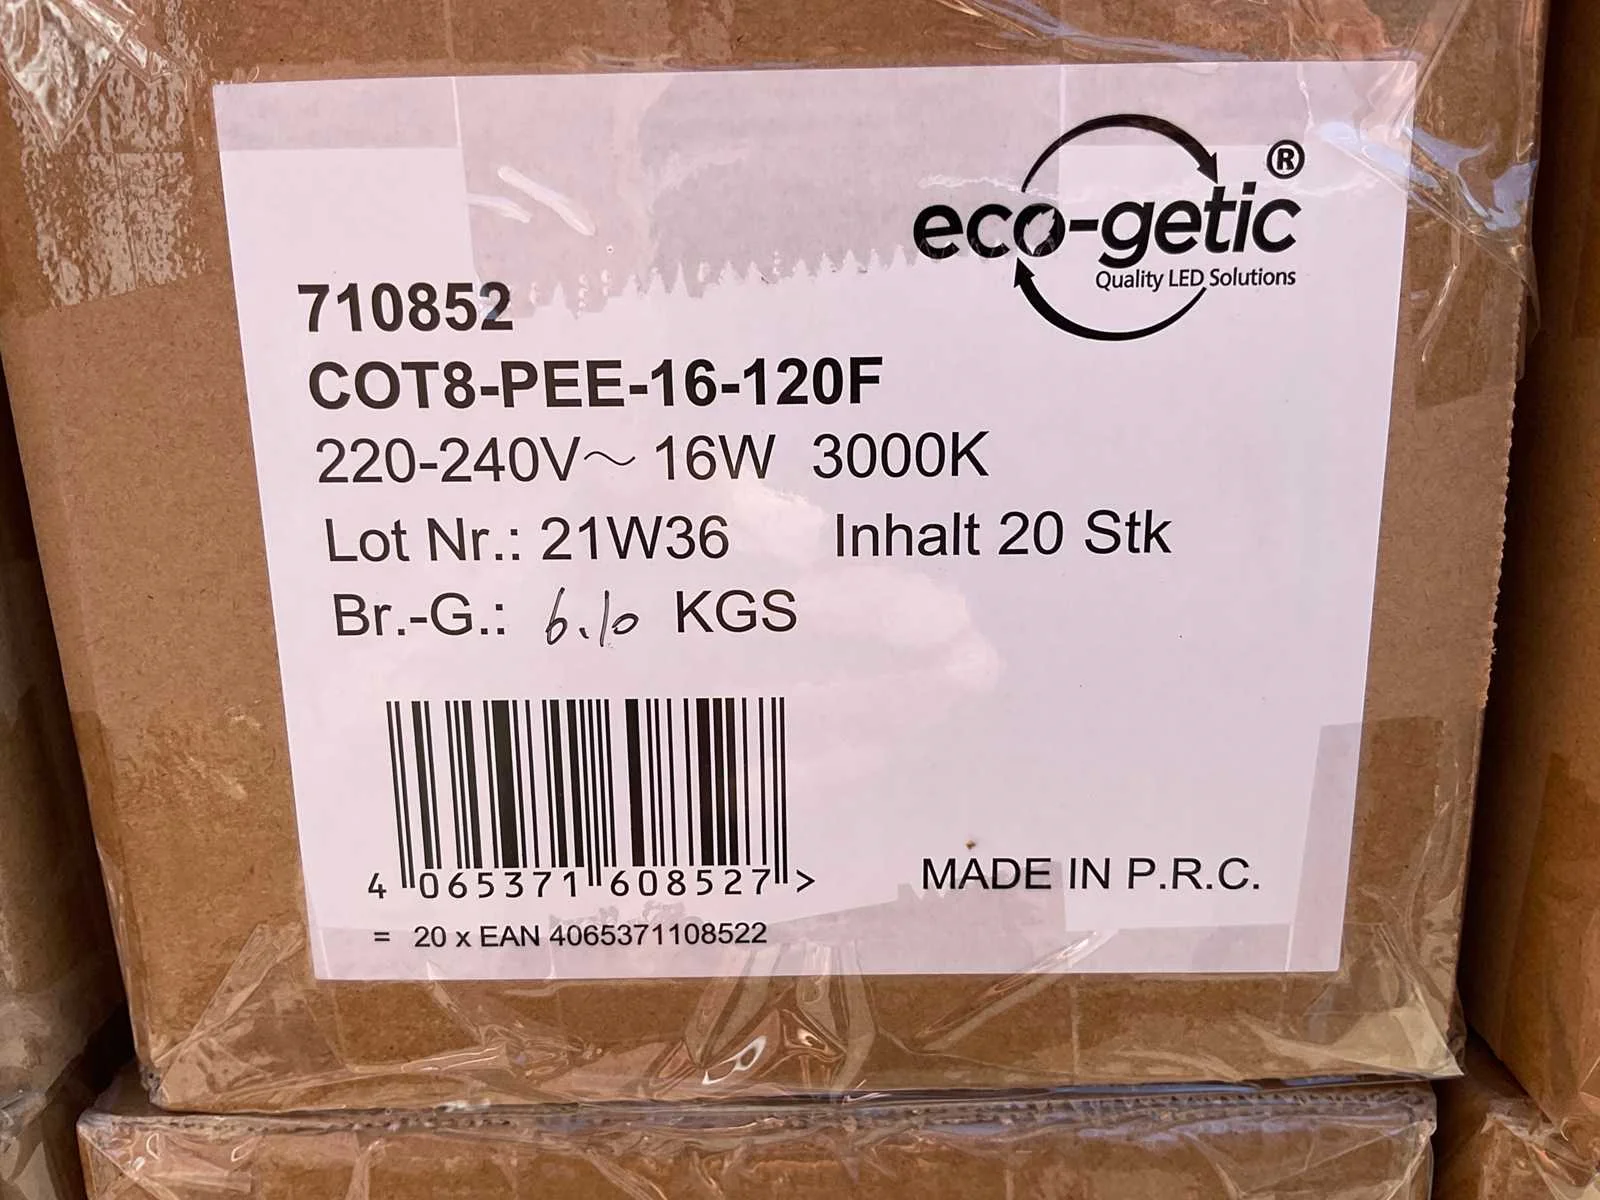 eco-getic®
Quality LED Solutions
710852
COT8-PEE-16-120F
220-240V～ 16W 3000K
Lot Nr.: 21W36 Inhalt 20 Stk
Br.-G.: 6.10 KGS
4 065371 608527 >
= 20 x EAN 4065371108522
MADE IN P.R.C.